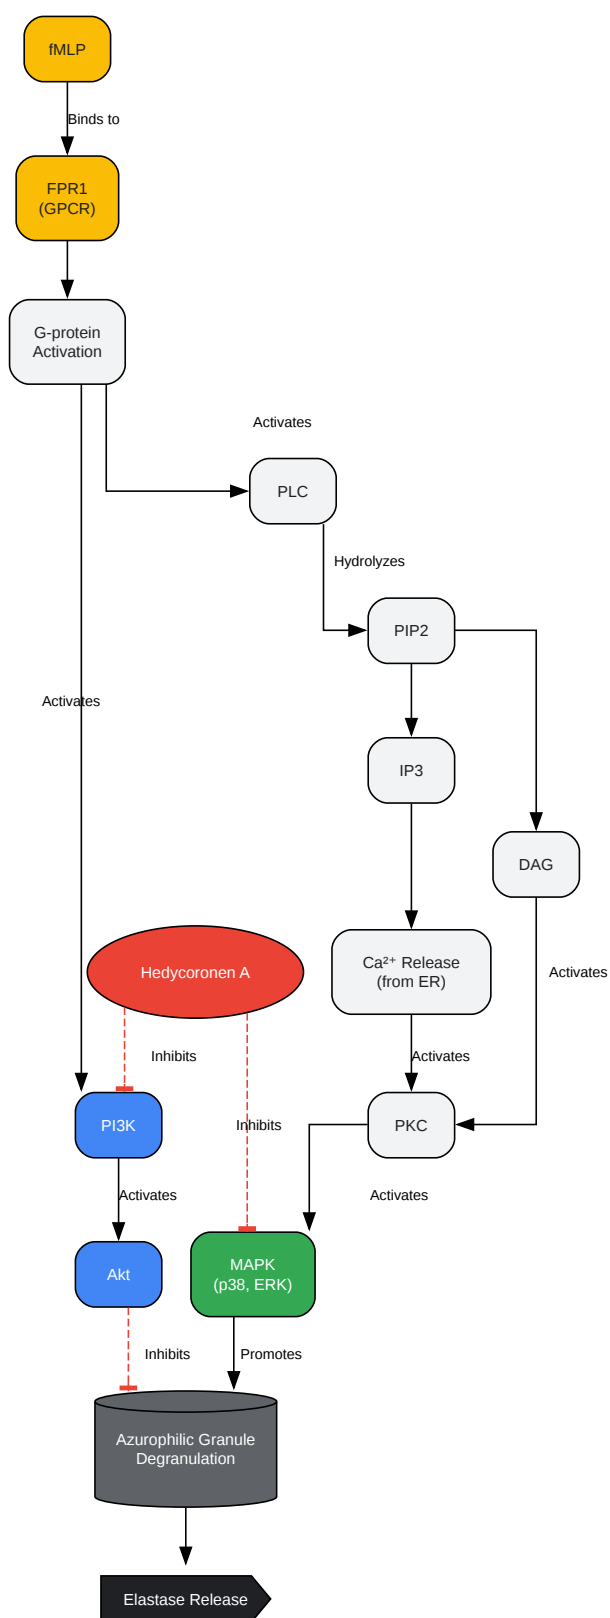 fMLP
Binds to
FPR1
(GPCR)
G-protein
Activation
Activates
PLC
Hydrolyzes
PIP2
Activates
IP3
DAG
Ca²⁺ Release
(from ER)
Hedycoronen A
Activates
Inhibits
Activates
PI3K
Inhibits
PKC
Activates
Activates
MAPK
(p38, ERK)
Akt
Inhibits
Promotes
Azurophilic Granule
Degranulation
Elastase Release